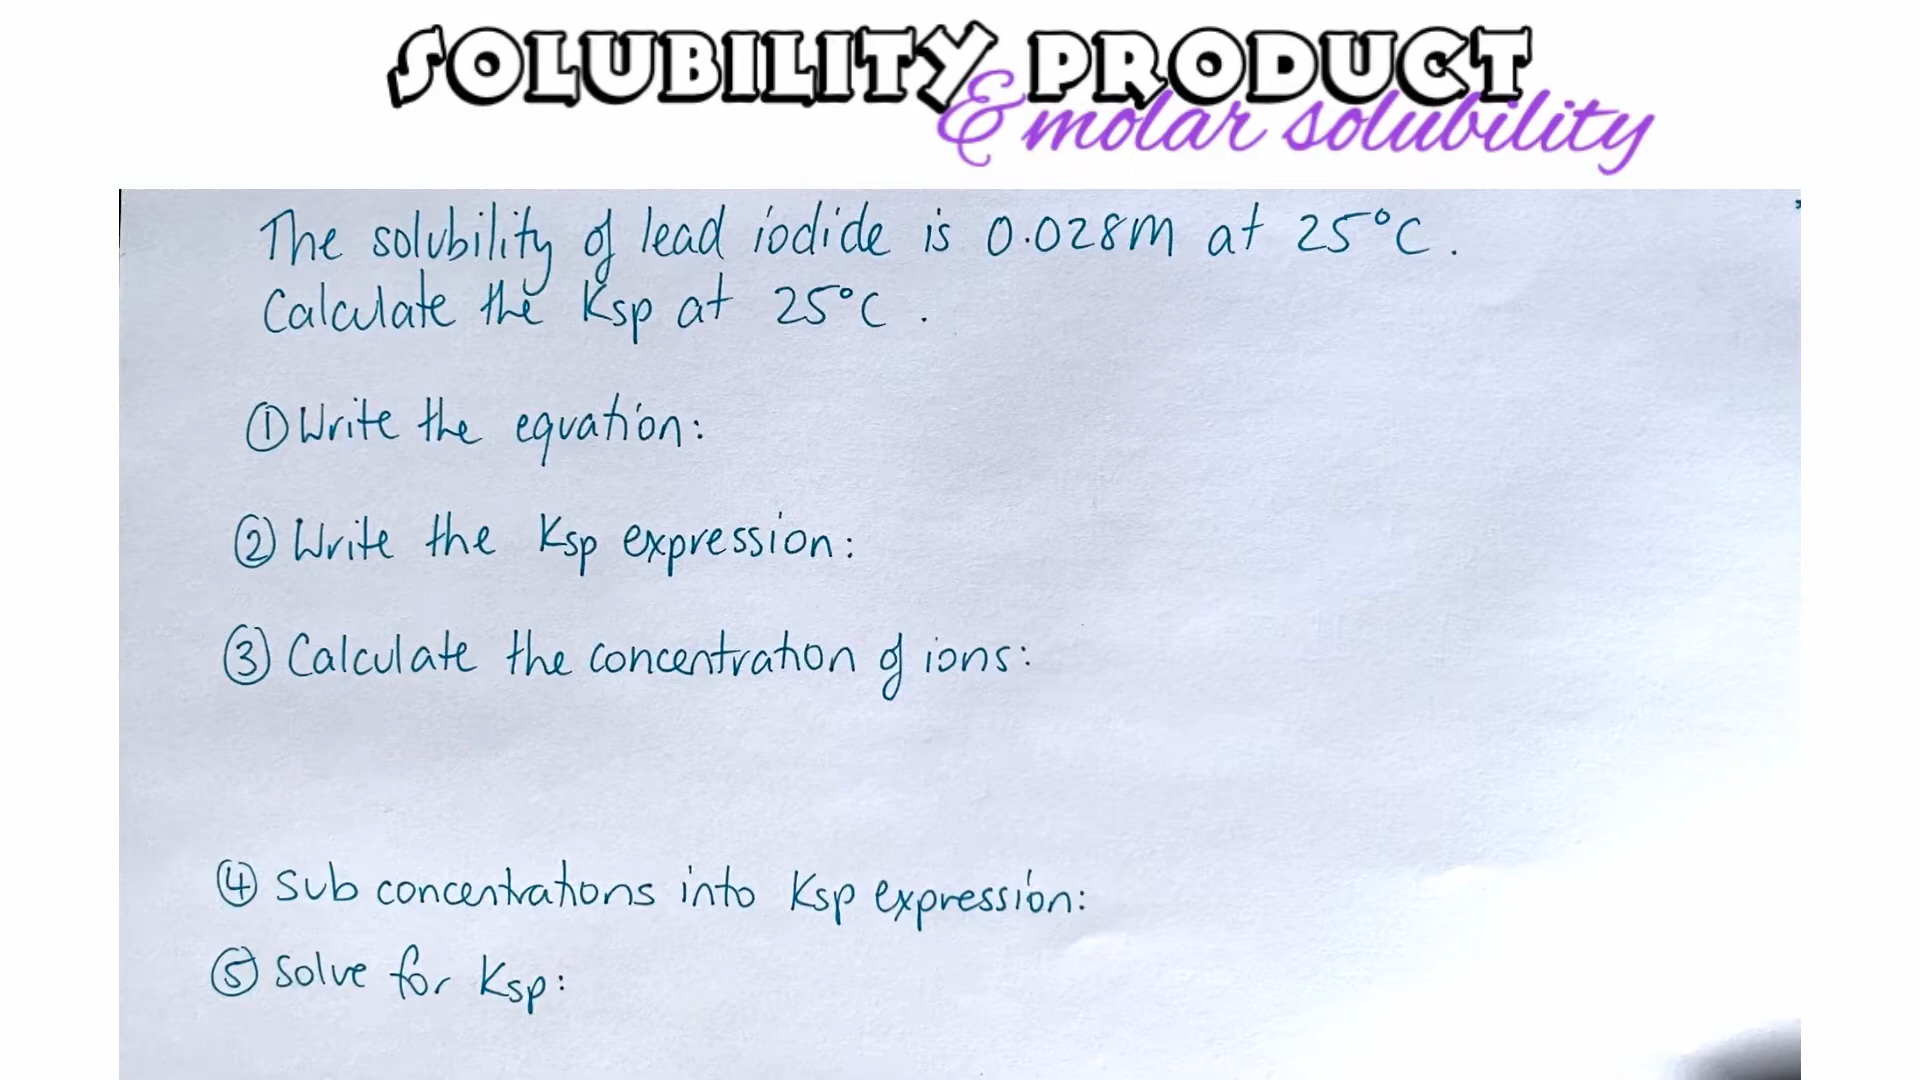 SOLUBILITY PRODUCT
& molar solubility
The solubility of lead iodide is 0.028M at 25°C.
Calculate the Ksp at 25°C.
① Write the equation:
② Write the Ksp expression:
③ Calculate the concentration of ions:
④ Sub concentrations into Ksp expression:
⑤ Solve for Ksp: